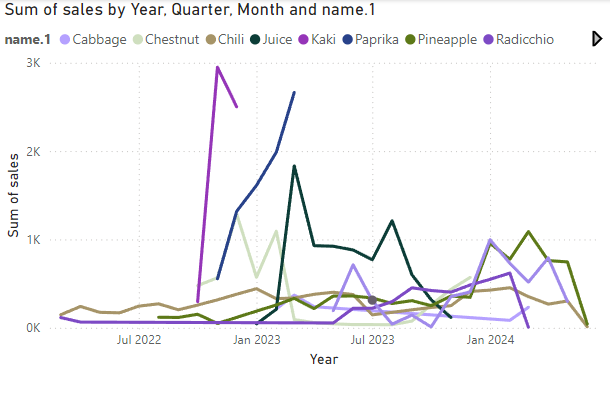 Sum of sales by Year, Quarter, Month and name.1
name.1 Cabbage Chestnut Chili Juice Kaki Paprika Pineapple Radicchio
3K
2K
1K
0K
Sum of sales
Jul 2022 Jan 2023 Jul 2023 Jan 2024
Year